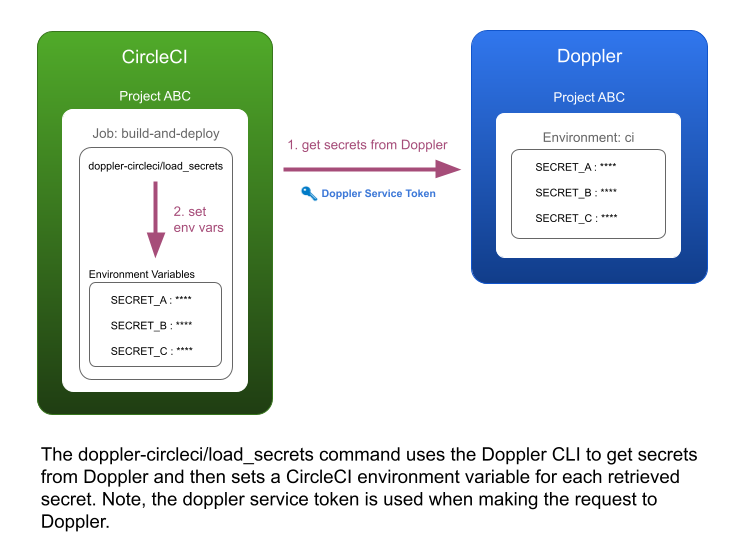 CircleCI
Project ABC
Job: build-and-deploy
doppler-circleci/load_secrets
2. set
env vars
Environment Variables
SECRET_A : ****
SECRET_B : ****
SECRET_C : ****
1. get secrets from Doppler
Doppler Service Token
Doppler
Project ABC
Environment: ci
SECRET_A : ****
SECRET_B : ****
SECRET_C : ****
The doppler-circleci/load_secrets command uses the Doppler CLI to get secrets
from Doppler and then sets a CircleCI environment variable for each retrieved
secret. Note, the doppler service token is used when making the request to
Doppler.